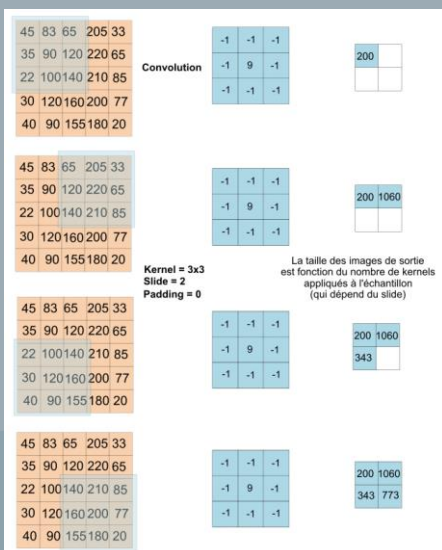 45 83 65 205 33
35 90 120 220 65
22 100 140 210 85
30 120 160 200 77
40 90 155 180 20
Convolution
-1 -1 -1
-1 9 -1
-1 -1 -1
200
45 83 65 205 33
35 90 120 220 65
22 100 140 210 85
30 120 160 200 77
40 90 155 180 20
-1 -1 -1
-1 9 -1
-1 -1 -1
200 1060
Kernel = 3x3
Slide = 2
Padding = 0
La taille des images de sortie
est fonction du nombre de kernels
appliqués à l'échantillon
(qui dépend du slide)
45 83 65 205 33
35 90 120 220 65
22 100 140 210 85
30 120 160 200 77
40 90 155 180 20
-1 -1 -1
-1 9 -1
-1 -1 -1
200 1060
343
45 83 65 205 33
35 90 120 220 65
22 100 140 210 85
30 120 160 200 77
40 90 155 180 20
-1 -1 -1
-1 9 -1
-1 -1 -1
200 1060
343 773